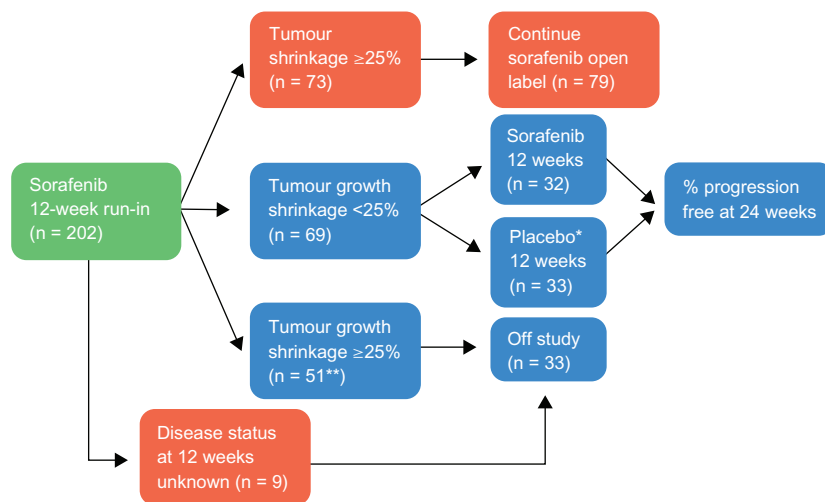 Tumour
shrinkage ≥25%
(n = 73)
Continue
sorafenib open
label (n = 79)
Sorafenib
12-week run-in
(n = 202)
Tumour growth
shrinkage <25%
(n = 69)
Sorafenib
12 weeks
(n = 32)
Placebo*
12 weeks
(n = 33)
% progression
free at 24 weeks
Tumour growth
shrinkage ≥25%
(n = 51**)
Off study
(n = 33)
Disease status
at 12 weeks
unknown (n = 9)